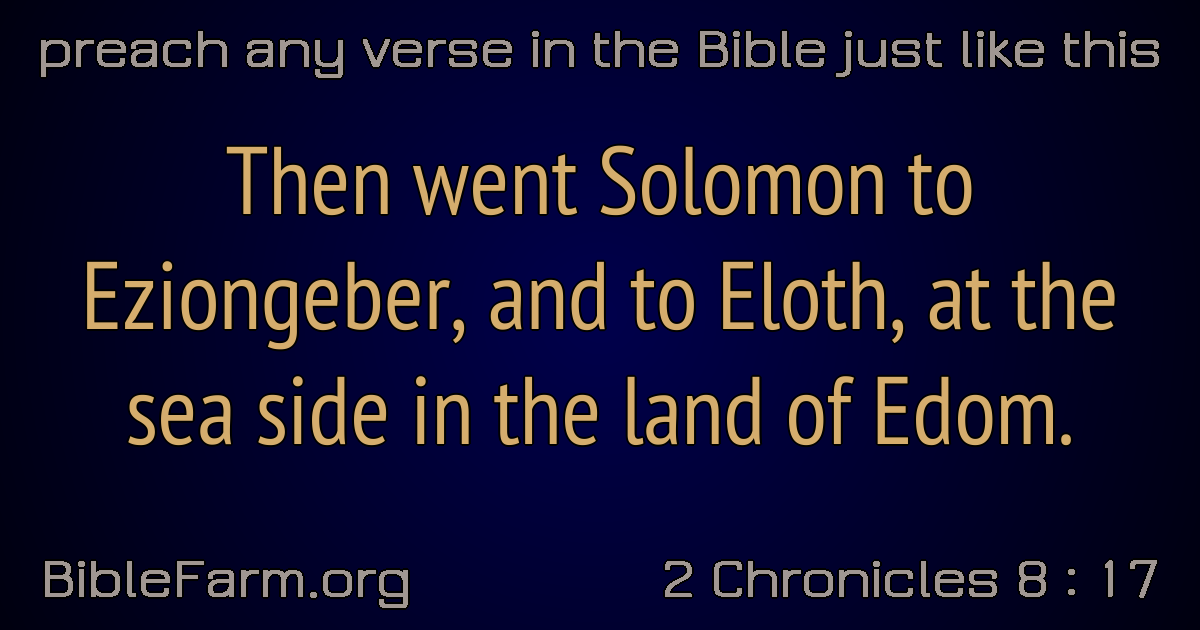 preach any verse in the Bible just like this
Then went Solomon to
Eziongeber, and to Eloth, at the
sea side in the land of Edom.
BibleFarm.org
2 Chronicles 8 : 17